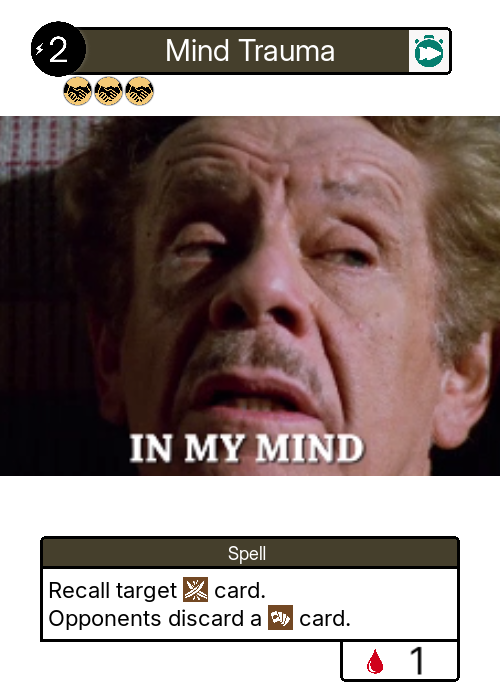 2
Mind Trauma
IN MY MIND
Spell
Recall target card.
Opponents discard a card.
1